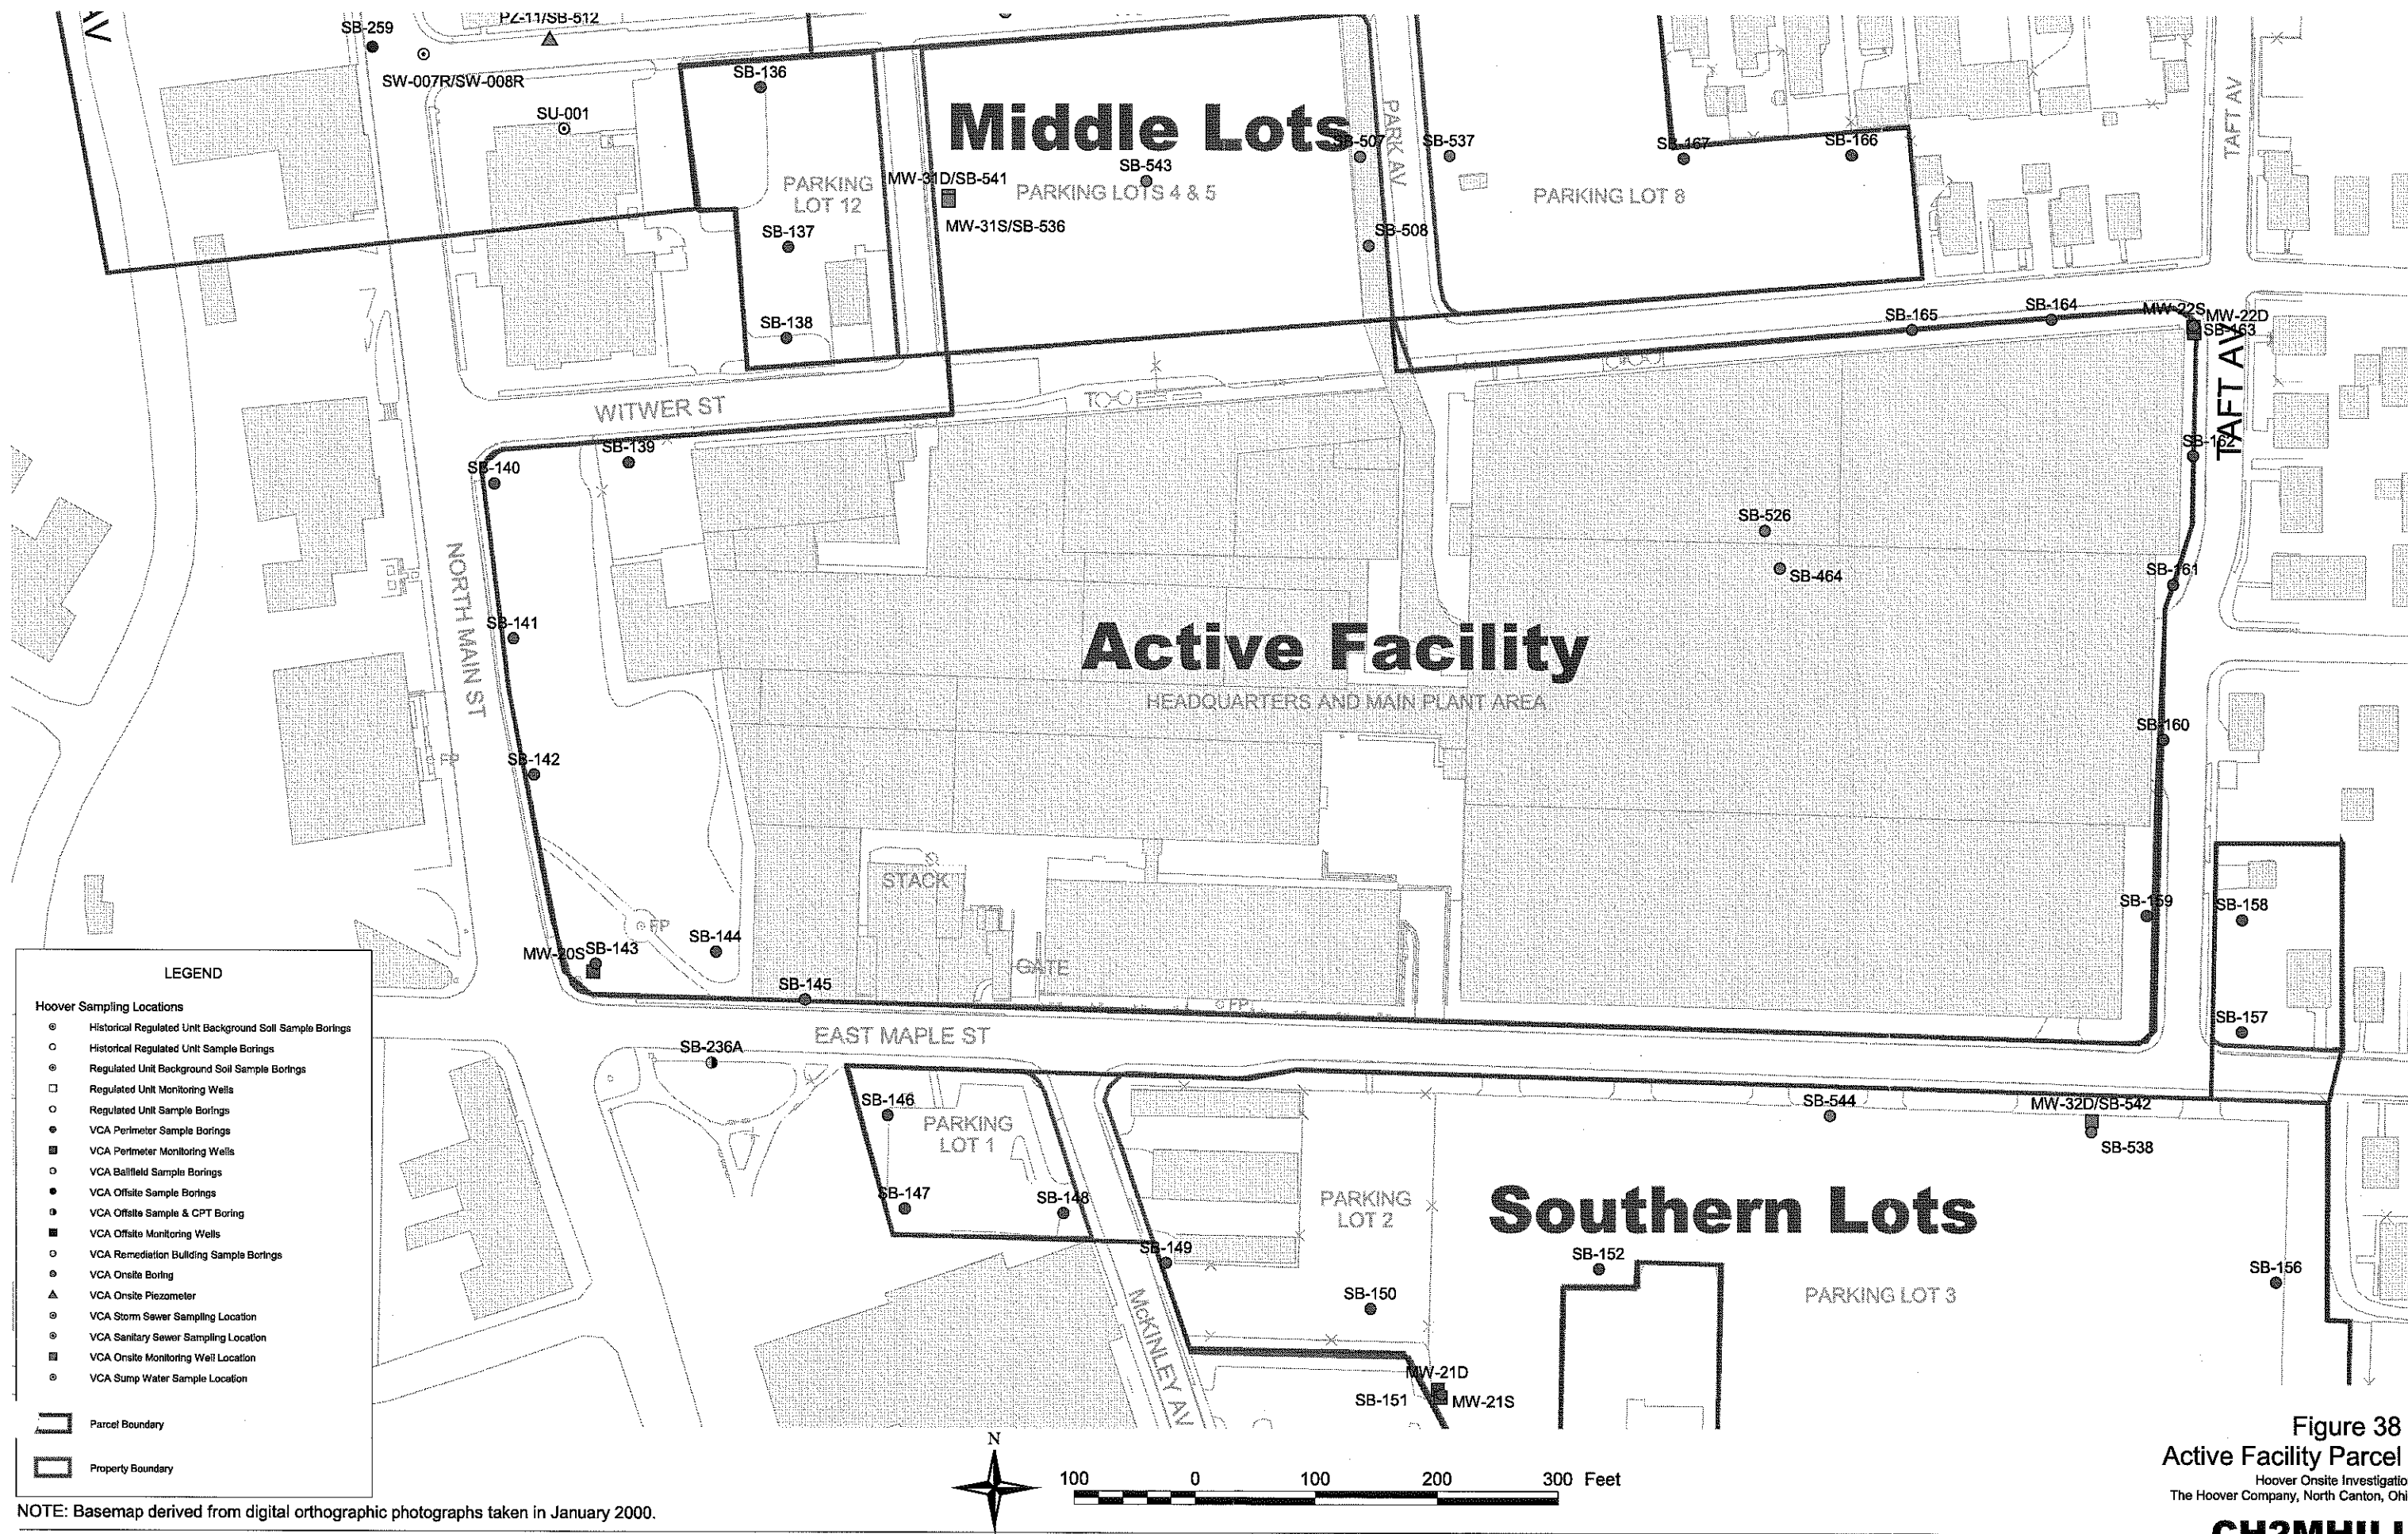 AV
PZ-11/SB-512
SB-259
SW-007R/SW-008R
SU-001
SB-136
Middle Lots
SB-507
SB-537
PARK AV
SB-167
SB-166
TAFT AV
SB-543
MW-31D/SB-541
PARKING LOTS 4 & 5
PARKING
LOT 12
PARKING LOT 8
MW-31S/SB-536
SB-137
SB-508
SB-138
SB-165
SB-164
MW-22S
MW-22D
SB-163
TAFT AV
WITWER ST
SB-139
SB-140
SB-162
SB-526
SB-464
SB-161
NORTH MAIN ST
SB-141
Active Facility
HEADQUARTERS AND MAIN PLANT AREA
SB-160
SB-142
FP
STACK
SB-159
SB-158
FP
SB-144
SB-143
MW-20S
GATE
SB-145
FP
SB-157
EAST MAPLE ST
SB-236A
SB-146
PARKING
LOT 1
SB-544
MW-32D/SB-542
SB-538
SB-147
SB-148
PARKING
LOT 2
Southern Lots
SB-149
SB-152
SB-156
SB-150
PARKING LOT 3
McKINLEY AV
MW-21D
SB-151
MW-21S
LEGEND
Hoover Sampling Locations
Historical Regulated Unit Background Soil Sample Borings
Historical Regulated Unit Sample Borings
Regulated Unit Background Soil Sample Borings
Regulated Unit Monitoring Wells
Regulated Unit Sample Borings
VCA Perimeter Sample Borings
VCA Perimeter Monitoring Wells
VCA Ballfield Sample Borings
VCA Offsite Sample Borings
VCA Offsite Sample & CPT Boring
VCA Offsite Monitoring Wells
VCA Remediation Building Sample Borings
VCA Onsite Boring
VCA Onsite Piezometer
VCA Storm Sewer Sampling Location
VCA Sanitary Sewer Sampling Location
VCA Onsite Monitoring Well Location
VCA Sump Water Sample Location
Parcel Boundary
Property Boundary
N
100 0 100 200 300 Feet
Figure 38
Active Facility Parcel
Hoover Onsite Investigatio
The Hoover Company, North Canton, Ohi
NOTE: Basemap derived from digital orthographic photographs taken in January 2000.
CH2MHILL